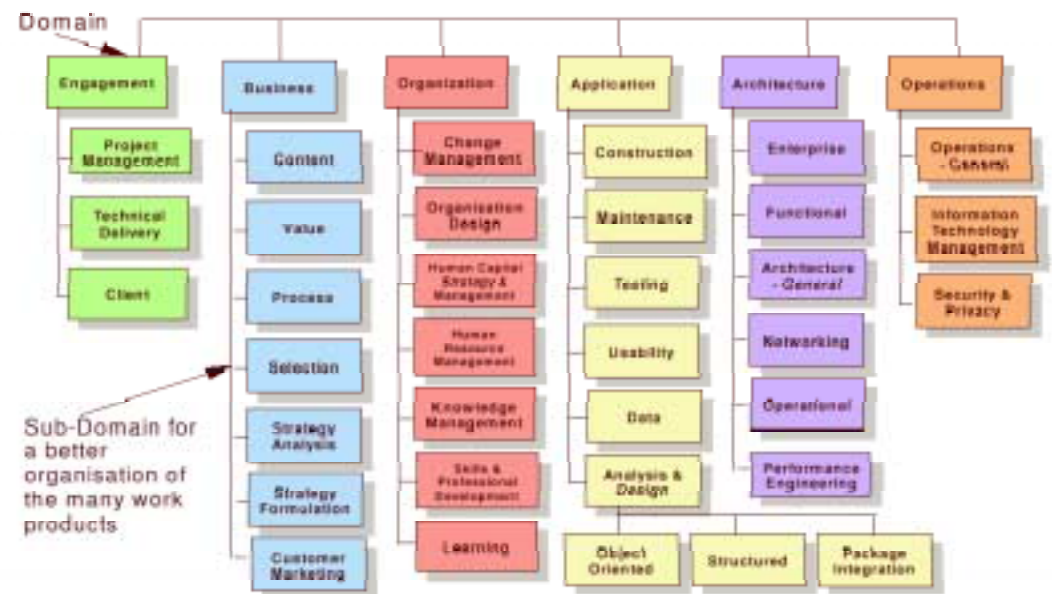 Domain
Engagement
Project
Management
Technical
Delivery
Client
Business
Content
Value
Process
Selection
Strategy
Analysis
Strategy
Formulation
Customer
Marketing
Organization
Change
Management
Organisation
Design
Human Capital
Strategy &
Management
Human
Resource
Management
Knowledge
Management
Skills &
Professional
Development
Learning
Application
Construction
Maintenance
Testing
Usability
Data
Analysis &
Design
Object
Oriented
Structured
Package
Integration
Architecture
Enterprise
Functional
Architecture
- General
Networking
Operational
Performance
Engineering
Operations
Operations
- General
Information
Technology
Management
Security &
Privacy
Sub-Domain for
a better
organisation of
the many work
products